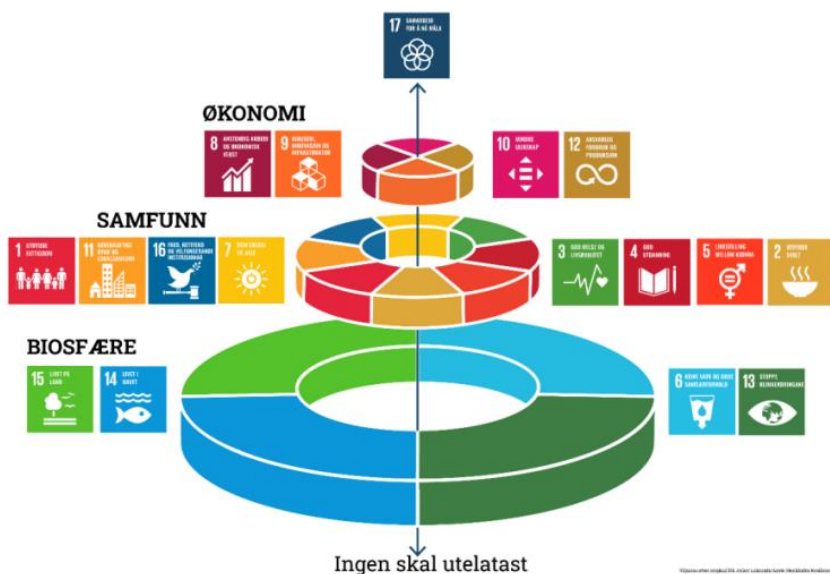 17 SAMARBEID
FOR Å NÅ MÅLA
ØKONOMI
8 ANSTENDIG ARBEID
OG ØKONOMISK
VEKST
9 INDUSTRI,
INNOVASJON OG
INFRASTRUKTUR
10 MINDRE
ULIKSKAP
12 ANSVARLEG
FORBRUK OG
PRODUKSJON
SAMFUNN
1 UTRYDDE
FATTIGDOM
11 BEREKRAFTIGE
BYAR OG
LOKALSAMFUNN
16 FRED, RETTFERD
OG VELFUNGERANDE
INSTITUSJONAR
7 REIN ENERGI
3 GOD HELSE OG
LIVSKVALITET
4 GOD
UTDANNING
5 LIKESTILLING
MELLOM KJØNNA
2 UTRYDDE
SVOLT
BIOSFÆRE
15 LIVET PÅ
LAND
14 LIVET I
HAVET
6 REINT VATN OG GODE
SANITÆRFORHOLD
13 STOPPE
KLIMAENDRINGANE
Ingen skal utelatast